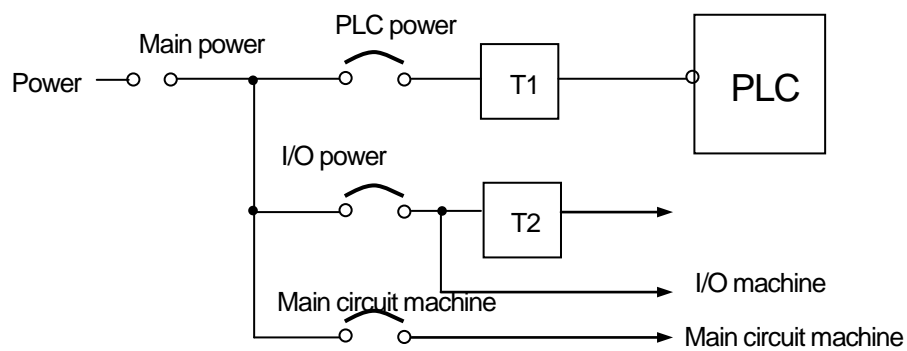 PLC power
Main power
Power
T1
PLC
I/O power
T2
I/O machine
Main circuit machine
Main circuit machine